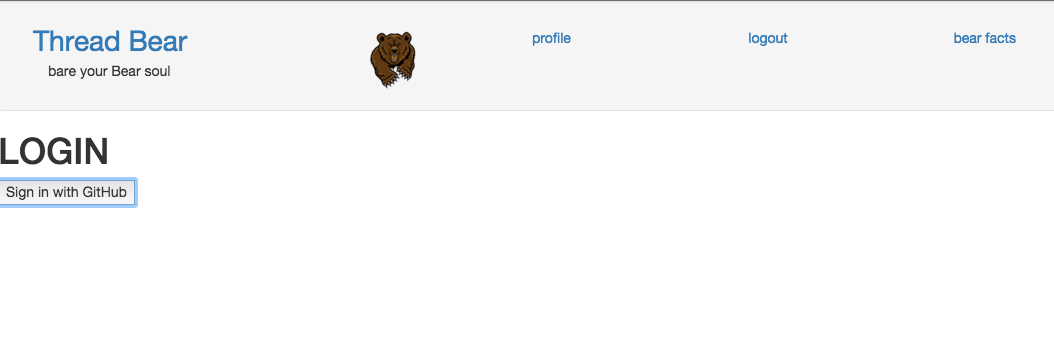 Thread Bear
bare your Bear soul
profile
logout
bear facts
LOGIN
Sign in with GitHub